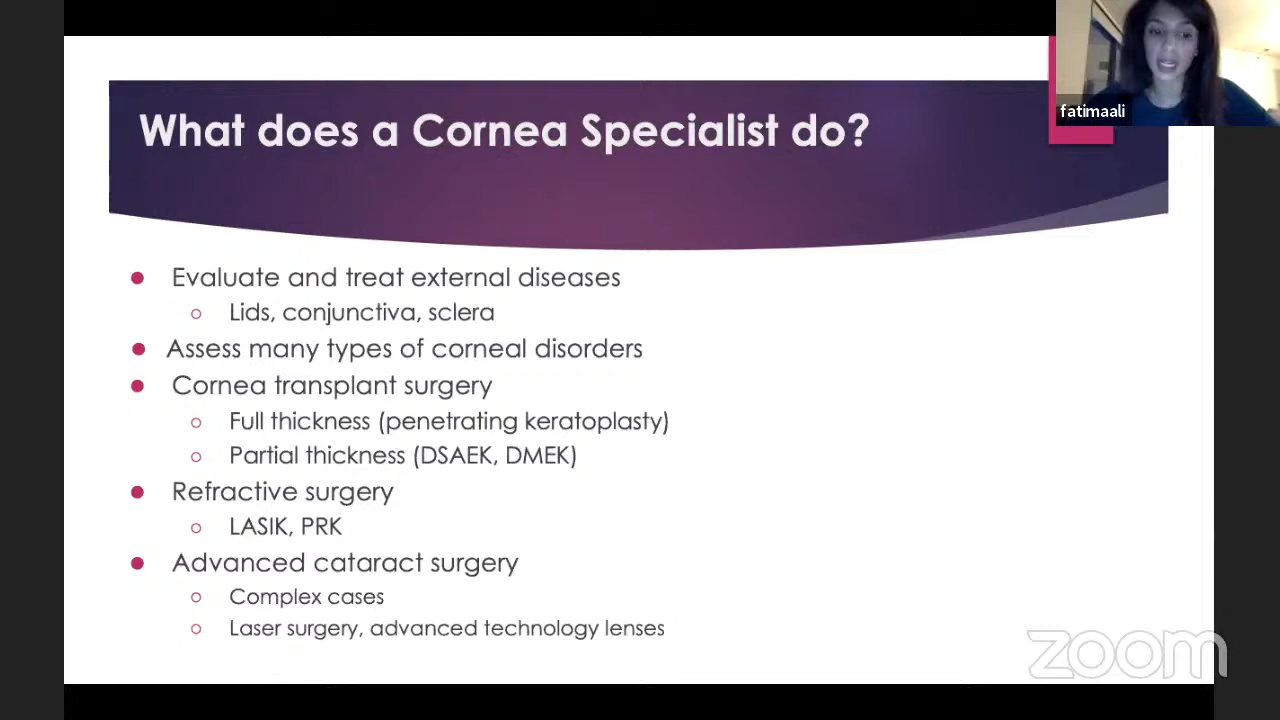 What does a Cornea Specialist do?
fatimaali
● Evaluate and treat external diseases
○ Lids, conjunctiva, sclera
● Assess many types of corneal disorders
● Cornea transplant surgery
○ Full thickness (penetrating keratoplasty)
○ Partial thickness (DSAEK, DMEK)
● Refractive surgery
○ LASIK, PRK
● Advanced cataract surgery
○ Complex cases
○ Laser surgery, advanced technology lenses
zoom